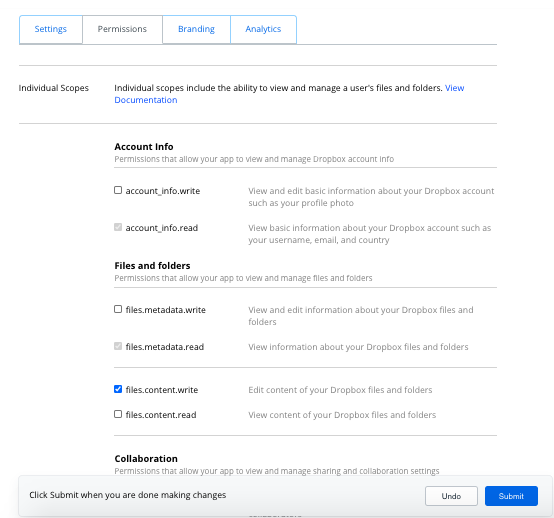 Settings Permissions Branding Analytics
Individual Scopes Individual scopes include the ability to view and manage a user's files and folders. View
Documentation
Account Info
Permissions that allow your app to view and manage Dropbox account info
account_info.write View and edit basic information about your Dropbox account
such as your profile photo
account_info.read View basic information about your Dropbox account such as
your username, email, and country
Files and folders
Permissions that allow your app to view and manage files and folders
files.metadata.write View and edit information about your Dropbox files and
folders
files.metadata.read View information about your Dropbox files and folders
files.content.write Edit content of your Dropbox files and folders
files.content.read View content of your Dropbox files and folders
Collaboration
Permissions that allow your app to view and manage sharing and collaboration settings
Click Submit when you are done making changes Undo Submit